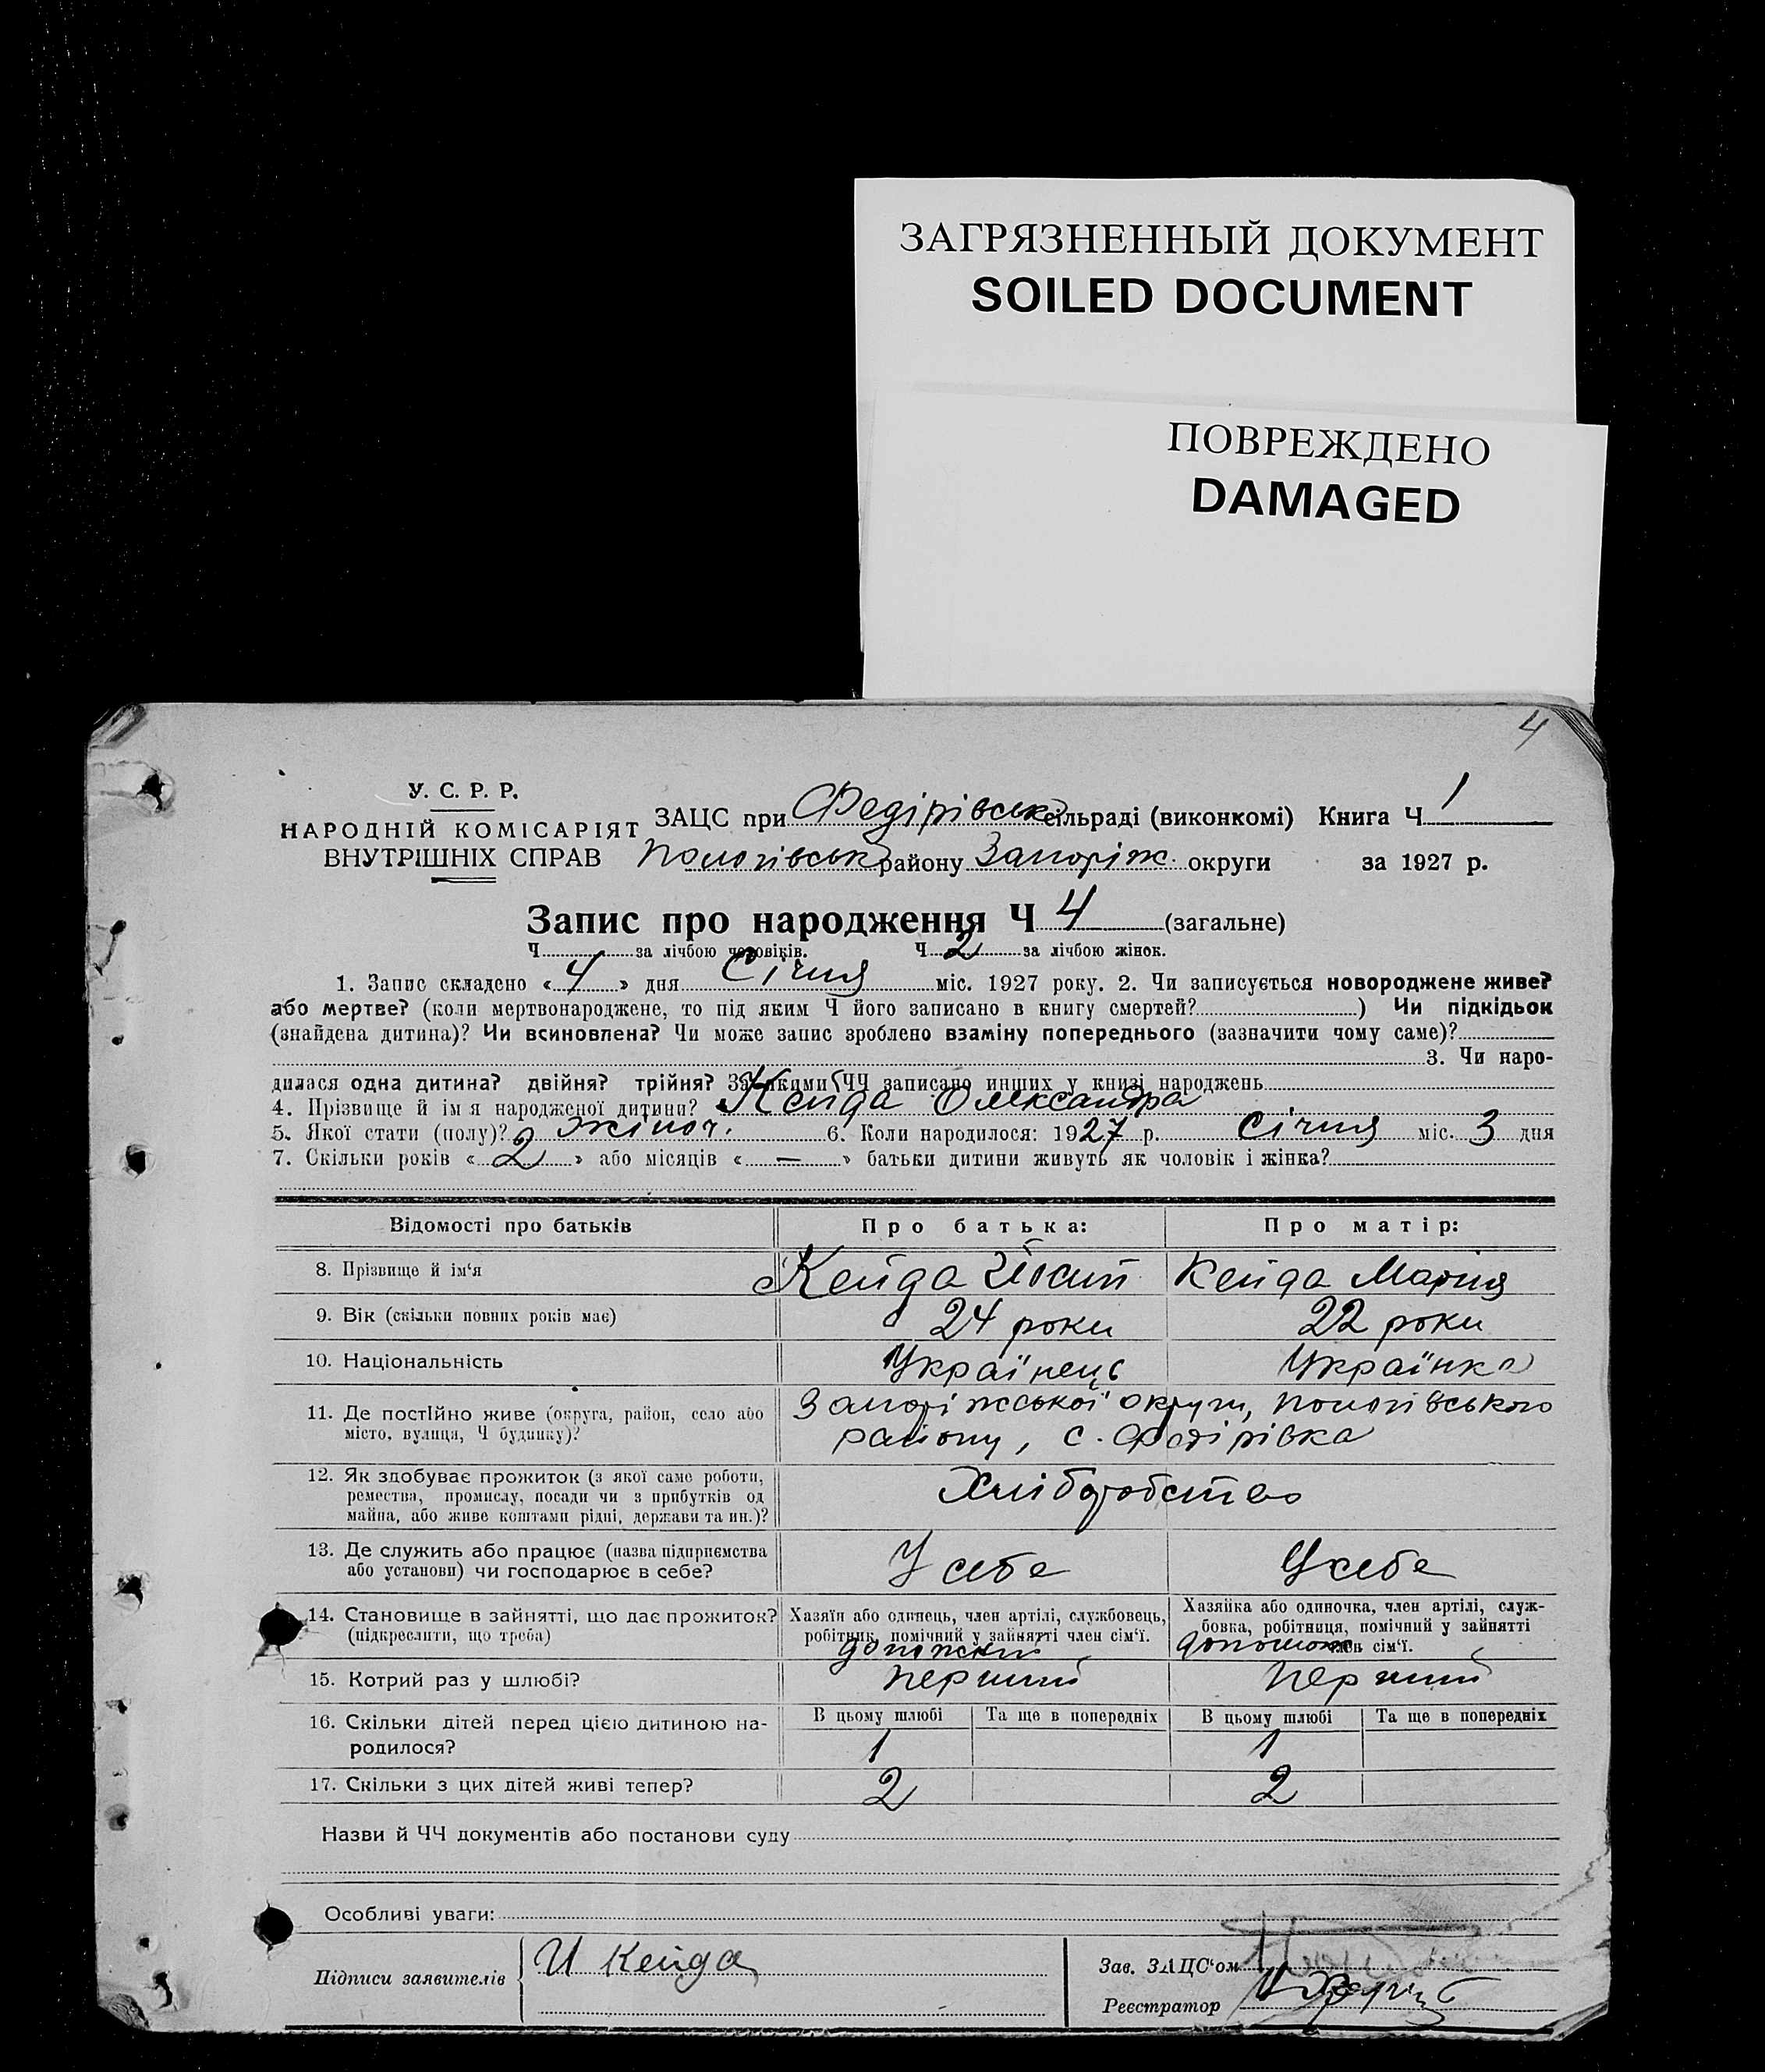 ЗАГРЯЗНЕННЫЙ ДОКУМЕНТ
SOILED DOCUMENT
ПОВРЕЖДЕНО
DAMAGED
4
У. С. Р. Р.
НАРОДНІЙ КОМІСАРІЯТ
ВНУТРІШНІХ СПРАВ
ЗАЦС при Федірівськ сільраді (виконкомі) Книга Ч 1
Пологівськ району Запоріж. округи за 1927 р.
Запис про народження Ч 4 (загальне)
Ч за лічбою чоловіків. Ч 2 за лічбою жінок.
1. Запис складено « 4 » дня Січня міс. 1927 року. 2. Чи записується новороджене живе?
або мертве? (коли мертвонароджене, то під яким Ч його записано в книгу смертей? ) Чи підкідьок
(знайдена дитина)? Чи всиновлена? Чи може запис зроблено взаміну попереднього (зазначити чому саме)?
3. Чи наро-
дилася одна дитина? двійня? трійня? За якими ЧЧ записано инших у книзі народжень
4. Прізвище й ім я народженої дитини? Кейда Олександра
5. Якої стати (полу)? жіноч. 6. Коли народилося: 1927 р. Січня міс. 3 дня
7. Скільки років « 2 » або місяців « — » батьки дитини живуть як чоловік і жінка?
Відомості про батьків Про батька: Про матір:
8. Прізвище й ім‘я Кейда Йосип Кейда Марія
9. Вік (скільки повних років має) 24 роки 22 роки
10. Національність Українець Українка
11. Де постІйно живе (округа, район, село або
місто, вулиця, Ч будинку)?
Запоріжської округи, Пологівського
району, с. Федірівка
12. Як здобуває прожиток (з якої саме роботи,
ремества, промислу, посади чи з прибутків од
майна, або живе коштами рідні, держави та ин.)?
Хліборобство
13. Де служить або працює (назва підприємства
або установи) чи господарює в себе?
У себе У себе
14. Становище в зайнятті, що дає прожиток?
(підкреслити, що треба)
Хазяїн або одинець, член артілі, службовець,
робітник, помічний у зайнятті член сім‘ї.
Хазяйка або одиночка, член артілі, служ-
бовка, робітниця, помічний у зайнятті
член сім‘ї.
15. Котрий раз у шлюбі? Перший Перший
16. Скільки дітей перед цією дитиною на-
родилося?
В цьому шлюбі Та ще в попередніх В цьому шлюбі Та ще в попередніх
1 1
17. Скільки з цих дітей живі тепер? 2 2
Назви й ЧЧ документів або постанови суду
Особливі уваги:
Підписи заявителів И Кейда
Зав. ЗАЦС‘ом
Реєстратор